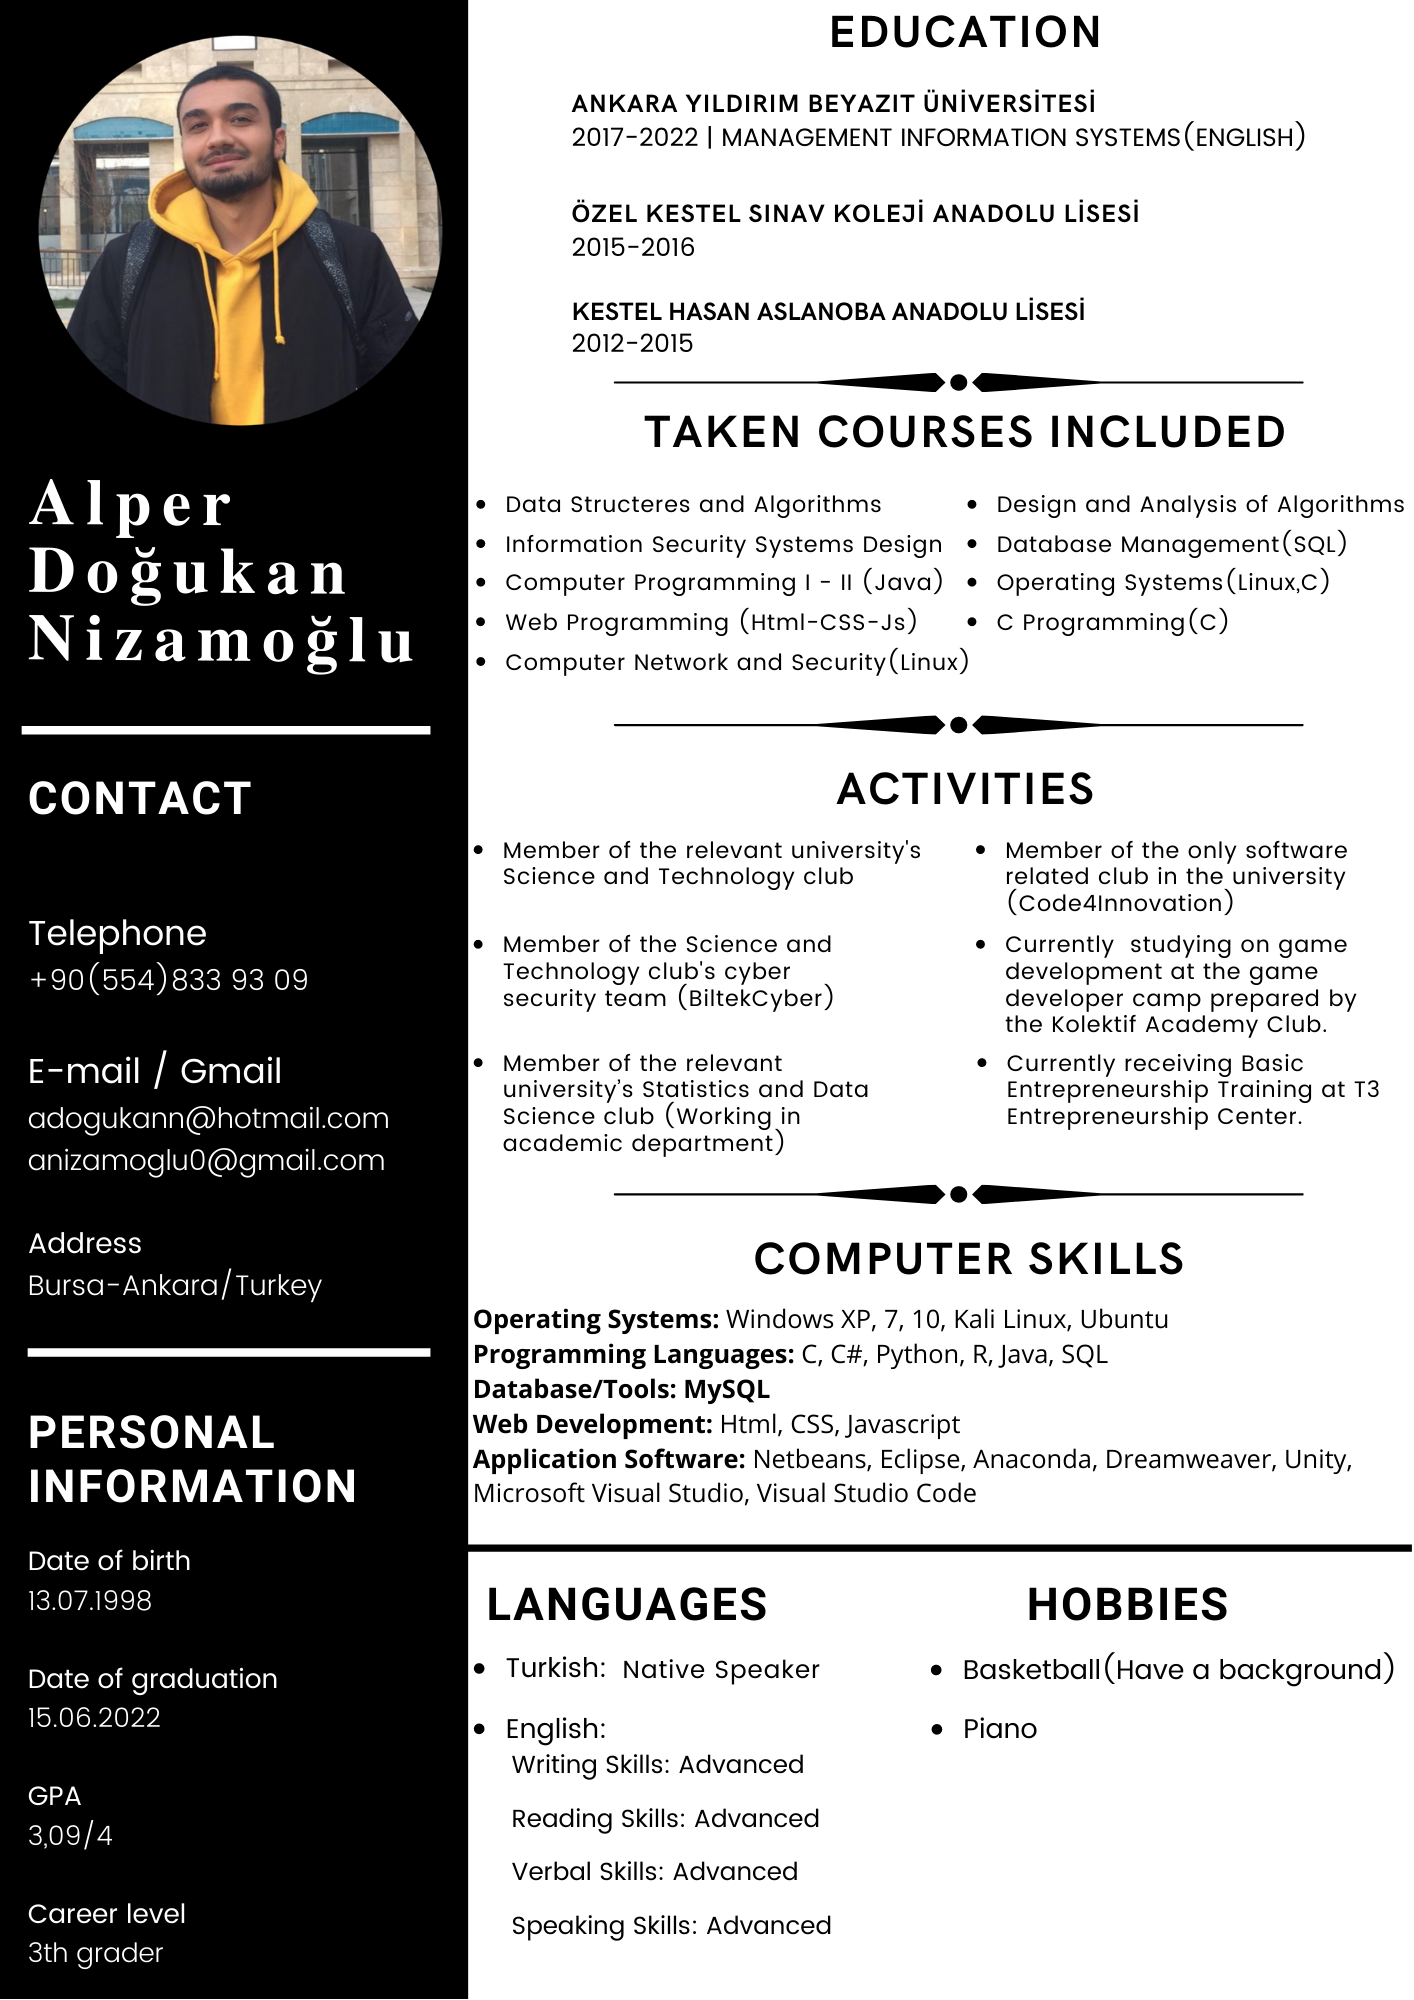 Alper
Doğukan
Nizamoğlu
CONTACT
Telephone
+90(554)833 93 09
E-mail / Gmail
adogukann@hotmail.com
anizamoglu0@gmail.com
Address
Bursa-Ankara/Turkey
PERSONAL
INFORMATION
Date of birth
13.07.1998
Date of graduation
15.06.2022
GPA
3,09/4
Career level
3th grader
EDUCATION
ANKARA YILDIRIM BEYAZIT ÜNİVERSİTESİ
2017-2022 | MANAGEMENT INFORMATION SYSTEMS(ENGLISH)
ÖZEL KESTEL SINAV KOLEJİ ANADOLU LİSESİ
2015-2016
KESTEL HASAN ASLANOBA ANADOLU LİSESİ
2012-2015
TAKEN COURSES INCLUDED
• Data Structeres and Algorithms
• Information Security Systems Design
• Computer Programming I - II (Java)
• Web Programming (Html-CSS-Js)
• Computer Network and Security(Linux)
• Design and Analysis of Algorithms
• Database Management(SQL)
• Operating Systems(Linux,C)
• C Programming(C)
ACTIVITIES
• Member of the relevant university's
Science and Technology club
• Member of the Science and
Technology club's cyber
security team (BiltekCyber)
• Member of the relevant
university's Statistics and Data
Science club (Working in
academic department)
• Member of the only software
related club in the university
(Code4Innovation)
• Currently  studying on game
development at the game
developer camp prepared by
the Kolektif Academy Club.
• Currently receiving Basic
Entrepreneurship Training at T3
Entrepreneurship Center.
COMPUTER SKILLS
Operating Systems: Windows XP, 7, 10, Kali Linux, Ubuntu
Programming Languages: C, C#, Python, R, Java, SQL
Database/Tools: MySQL
Web Development: Html, CSS, Javascript
Application Software: Netbeans, Eclipse, Anaconda, Dreamweaver, Unity,
Microsoft Visual Studio, Visual Studio Code
LANGUAGES
• Turkish: Native Speaker
• English:
Writing Skills: Advanced
Reading Skills: Advanced
Verbal Skills: Advanced
Speaking Skills: Advanced
HOBBIES
• Basketball(Have a background)
• Piano